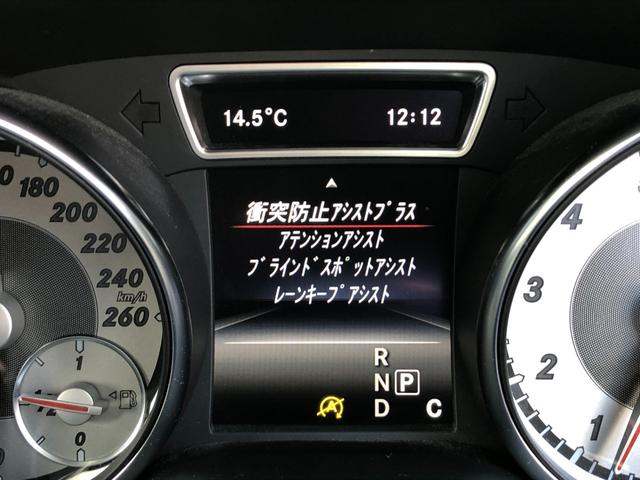 14.5°C 12:12
衝突防止アシストプラス
アテンションアシスト
ブラインドスポットアシスト
レーンキープアシスト
R
N P
D C
A
180
200
220
240
km/h
260
1
1/2
0
4
3
2
1